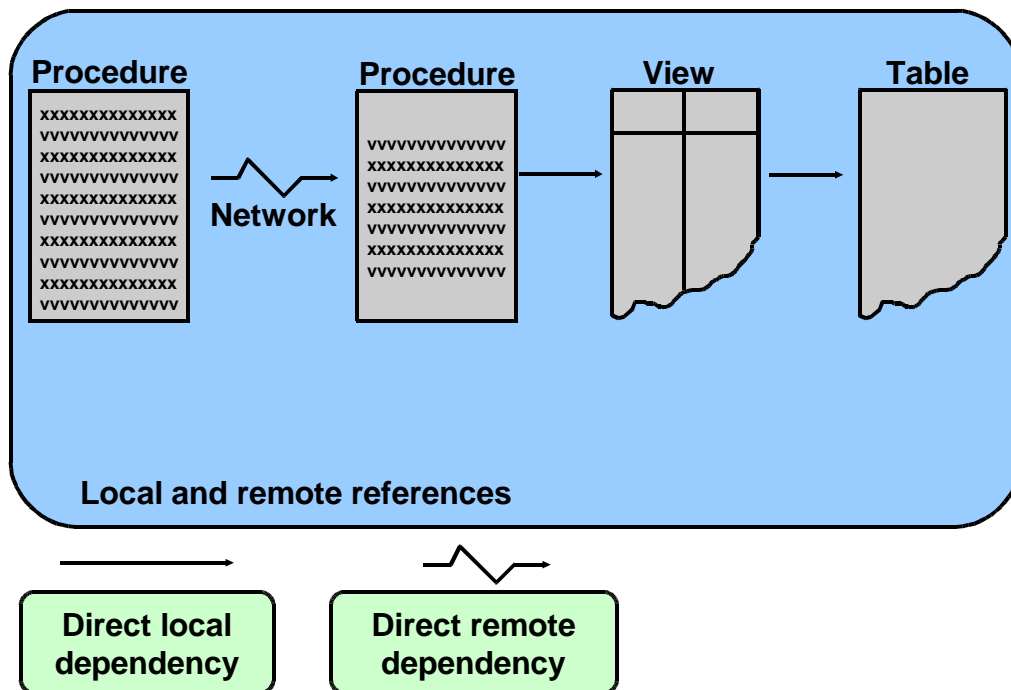 Procedure
Procedure
View
Table
xxxxxxxxxxxxxx
vvvvvvvvvvvvvv
xxxxxxxxxxxxxx
vvvvvvvvvvvvvv
xxxxxxxxxxxxxx
vvvvvvvvvvvvvv
xxxxxxxxxxxxxx
vvvvvvvvvvvvvv
xxxxxxxxxxxxxx
vvvvvvvvvvvvvv
Network
vvvvvvvvvvvvvv
xxxxxxxxxxxxxx
vvvvvvvvvvvvvv
xxxxxxxxxxxxxx
vvvvvvvvvvvvvv
xxxxxxxxxxxxxx
vvvvvvvvvvvvvv
Local and remote references
Direct local
dependency
Direct remote
dependency